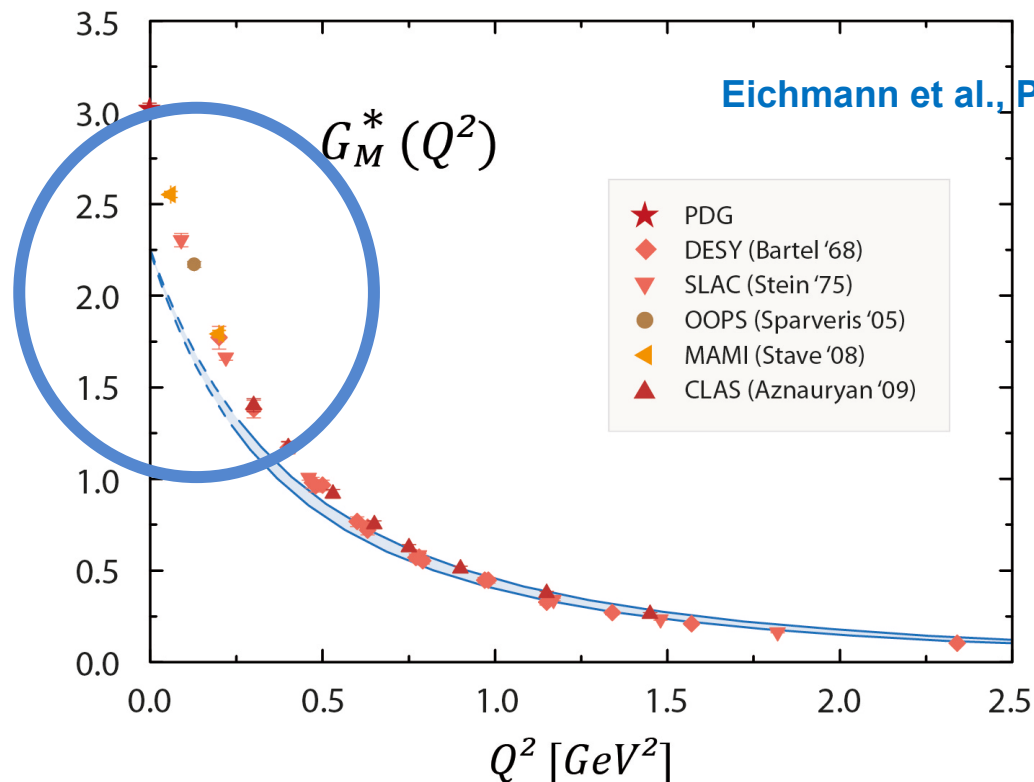 3.5
3.0
2.5
2.0
1.5
1.0
0.5
0.0
Eichmann et al., P
G*M (Q²)
PDG
DESY (Bartel ‘68)
SLAC (Stein ‘75)
OOPS (Sparveris ‘05)
MAMI (Stave ‘08)
CLAS (Aznauryan ‘09)
0.0 0.5 1.0 1.5 2.0 2.5
Q² [GeV²]